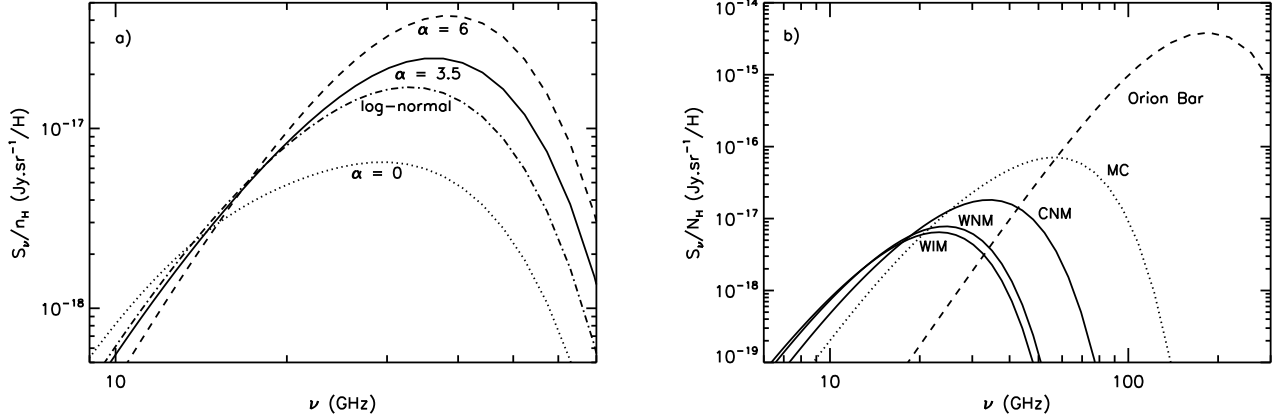 a)
α = 6
α = 3.5
log-normal
α = 0
10⁻¹⁷
10⁻¹⁸
S_ν/n_H (Jy.sr⁻¹/H)
10
ν (GHz)
b)
10⁻¹⁴
10⁻¹⁵
10⁻¹⁶
10⁻¹⁷
10⁻¹⁸
10⁻¹⁹
S_ν/N_H (Jy.sr⁻¹/H)
Orion Bar
MC
CNM
WNM
WIM
10
100
ν (GHz)